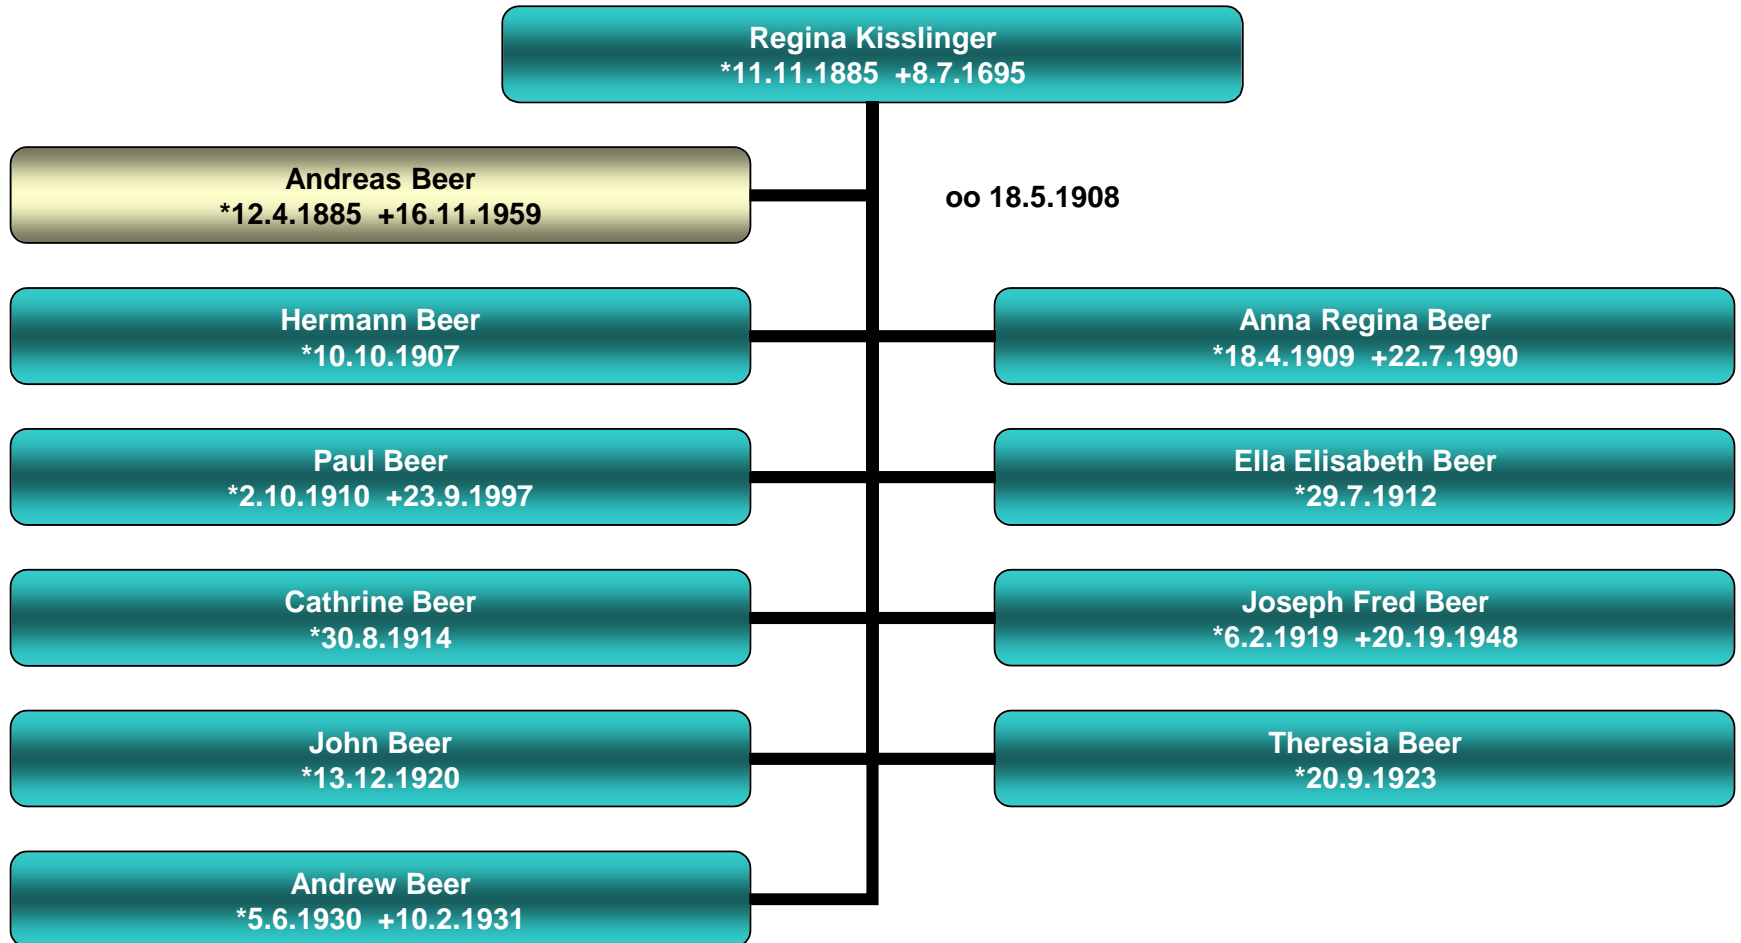 Regina Kisslinger
*11.11.1885  +8.7.1695
Andreas Beer
*12.4.1885  +16.11.1959
oo 18.5.1908
Hermann Beer
*10.10.1907
Anna Regina Beer
*18.4.1909  +22.7.1990
Paul Beer
*2.10.1910  +23.9.1997
Ella Elisabeth Beer
*29.7.1912
Cathrine Beer
*30.8.1914
Joseph Fred Beer
*6.2.1919  +20.19.1948
John Beer
*13.12.1920
Theresia Beer
*20.9.1923
Andrew Beer
*5.6.1930  +10.2.1931